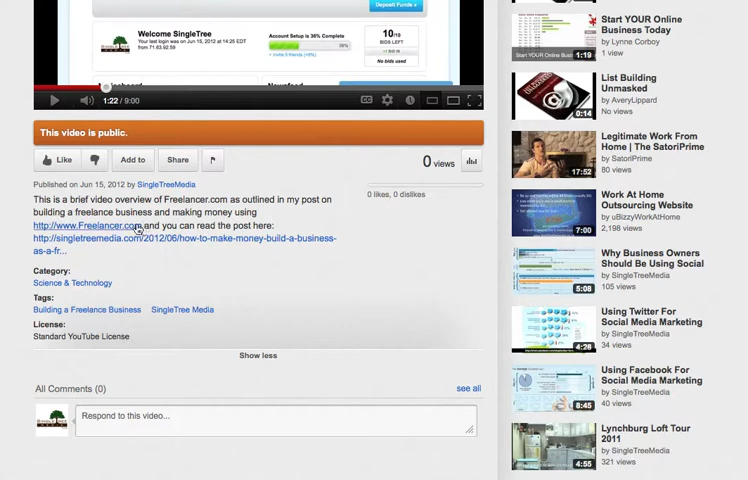 Deposit Funds »
Welcome SingleTree
Your last login was on Jun 15, 2012 at 14:25 EDT
from 71.63.92.59
Account Setup is 36% Complete
36%
10/10
BIDS LEFT
No bids used
Newsfeed
1:22 / 9:00
CC
This video is public.
Like
Add to
Share
0 views
Published on Jun 15, 2012 by SingleTreeMedia
0 likes, 0 dislikes
This is a brief video overview of Freelancer.com as outlined in my post on
building a freelance business and making money using
http://www.Freelancer.com and you can read the post here:
http://singletreemedia.com/2012/06/how-to-make-money-build-a-business-
as-a-fr...
Category:
Science & Technology
Tags:
Building a Freelance Business SingleTree Media
License:
Standard YouTube License
Show less
All Comments (0)
see all
Respond to this video...
Start YOUR Online
Business Today
by Lynne Corboy
1 view
1:19
List Building
Unmasked
by AveryLippard
No views
0:14
Legitimate Work From
Home | The SatoriPrime
by SatoriPrime
80 views
17:52
Work At Home
Outsourcing Website
by uBizzyWorkAtHome
2,198 views
7:00
Why Business Owners
Should Be Using Social
by SingleTreeMedia
105 views
5:08
Using Twitter For
Social Media Marketing
by SingleTreeMedia
34 views
4:26
Using Facebook For
Social Media Marketing
by SingleTreeMedia
40 views
8:45
Lynchburg Loft Tour
2011
by SingleTreeMedia
321 views
4:55